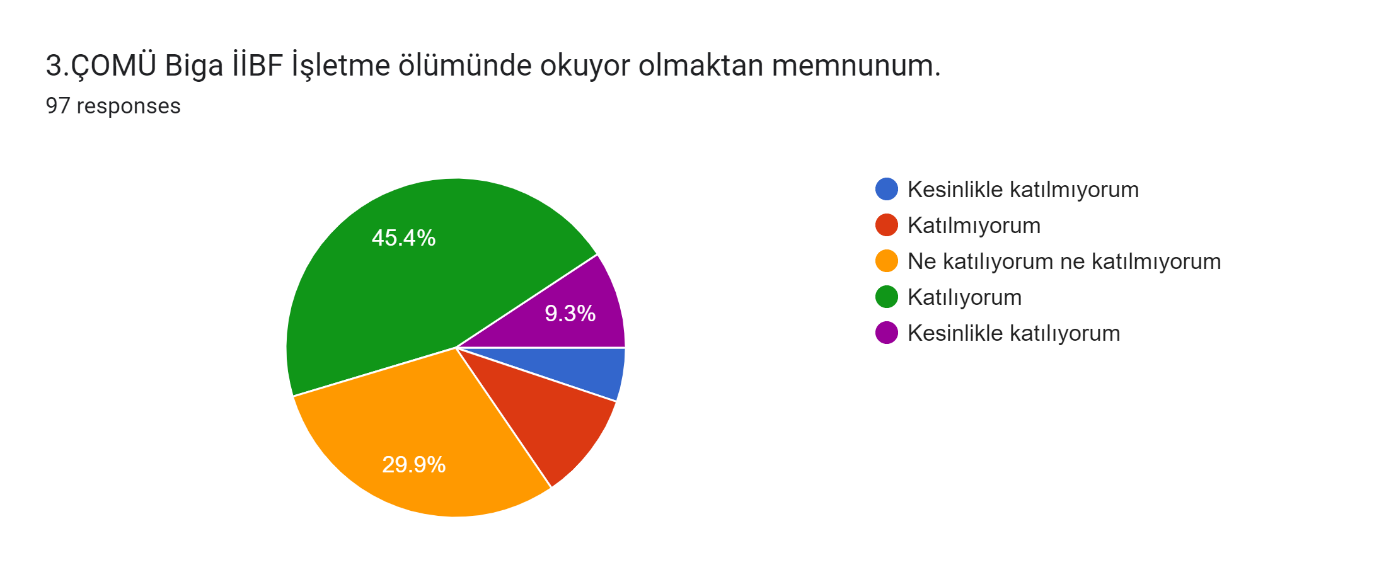 3.ÇOMÜ Biga İİBF İşletme ölümünde okuyor olmaktan memnunum.
97 responses
45.4%
9.3%
29.9%
Kesinlikle katılmıyorum
Katılmıyorum
Ne katılıyorum ne katılmıyorum
Katılıyorum
Kesinlikle katılıyorum